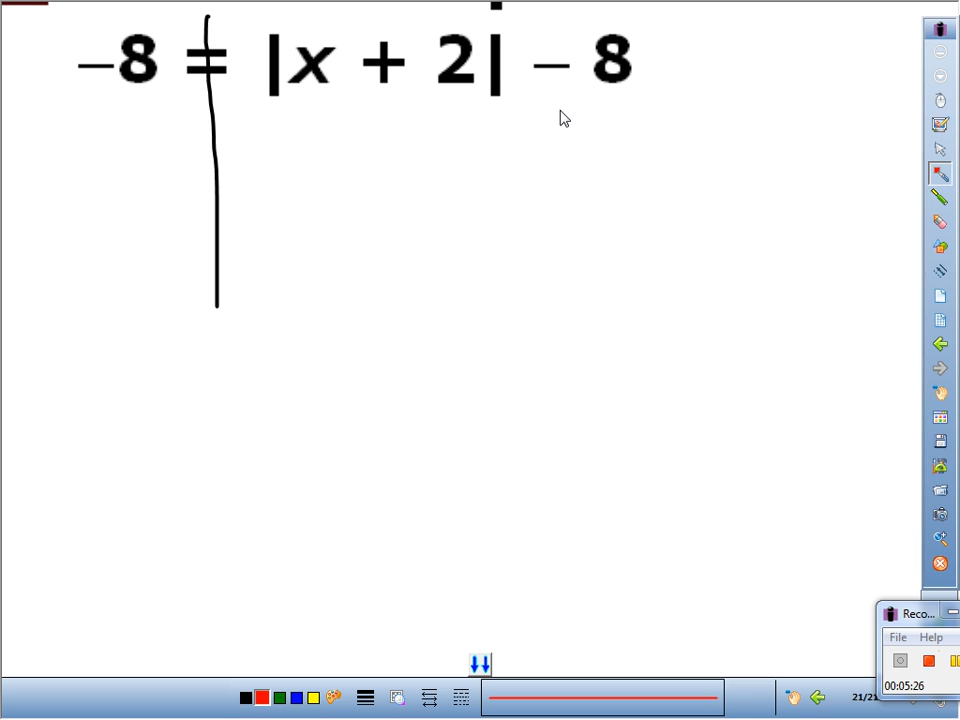 –8 = |x + 2| – 8
Reco...
File Help
00:05:26
21/21